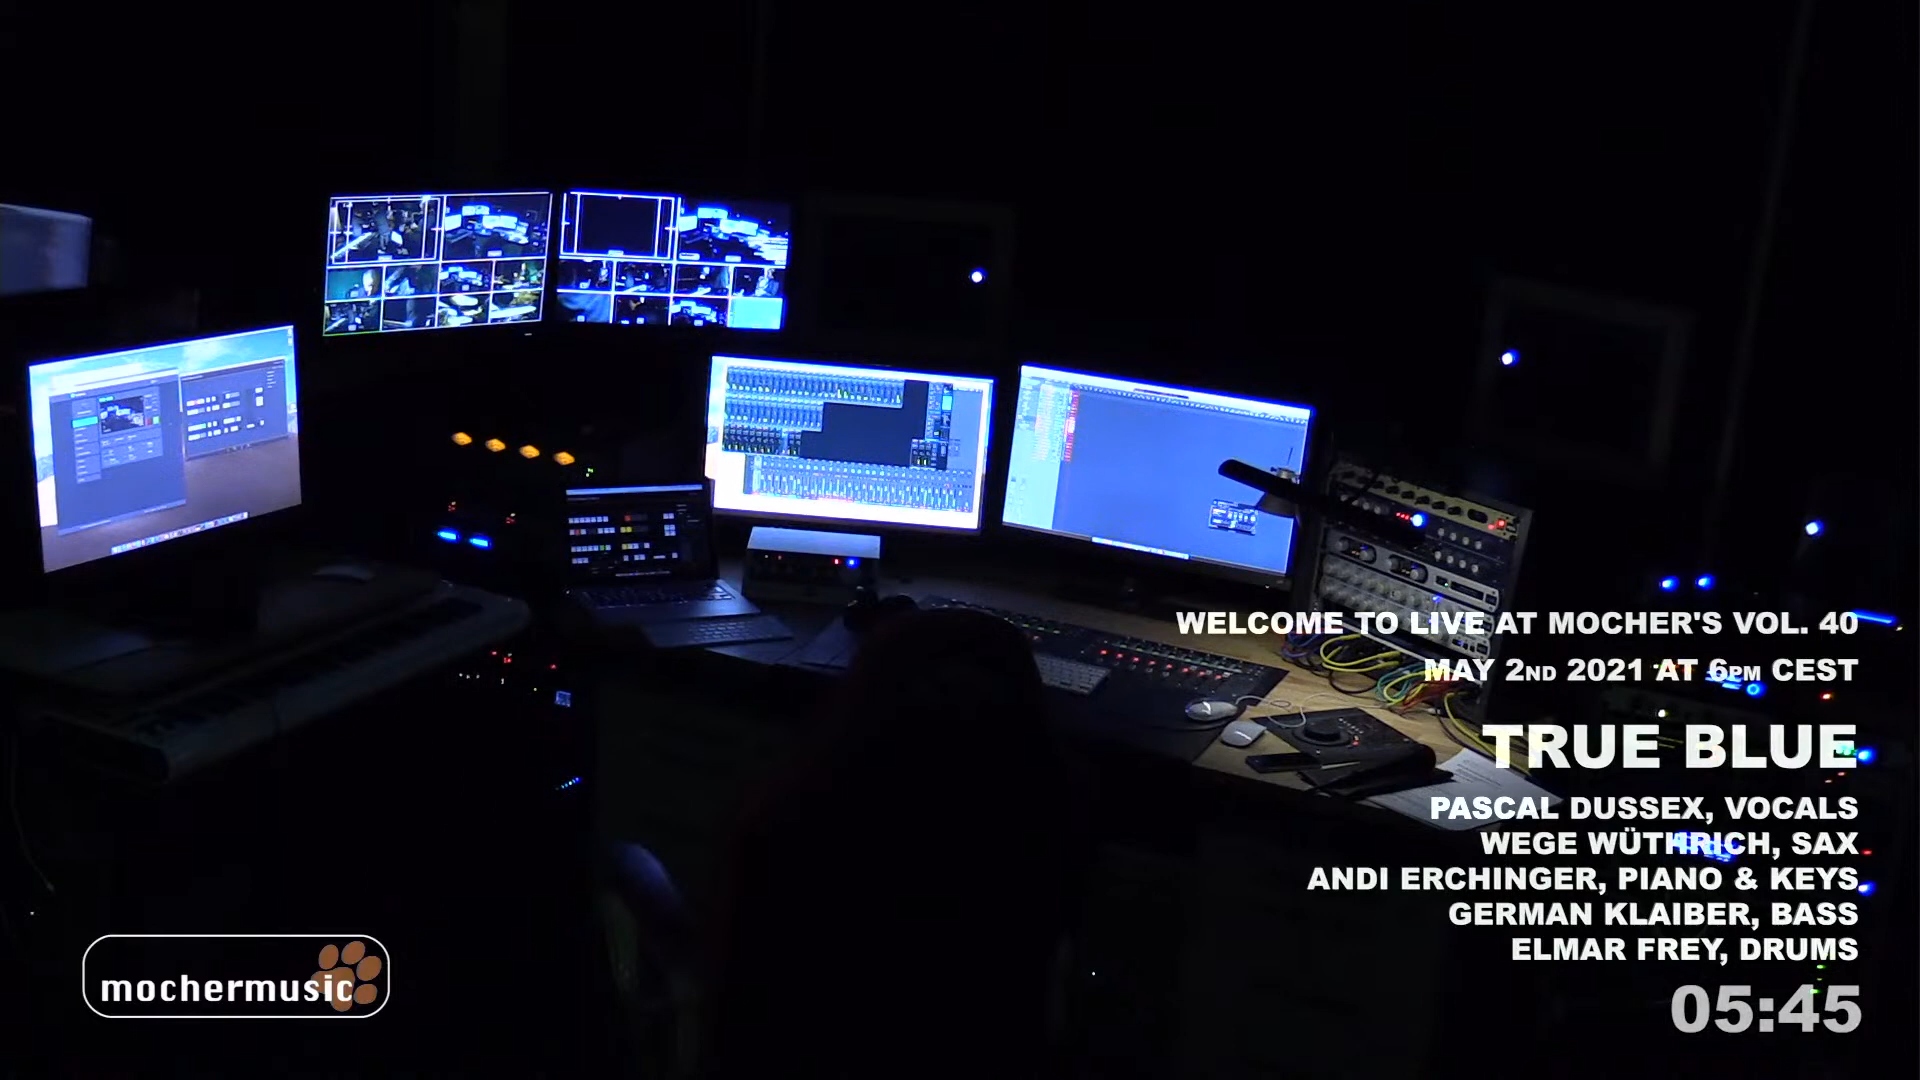 WELCOME TO LIVE AT MOCHER'S VOL. 40
MAY 2ND 2021 AT 6PM CEST
TRUE BLUE
PASCAL DUSSEX, VOCALS
WEGE WÜTHRICH, SAX
ANDI ERCHINGER, PIANO & KEYS
GERMAN KLAIBER, BASS
ELMAR FREY, DRUMS
05:45
mochermusic